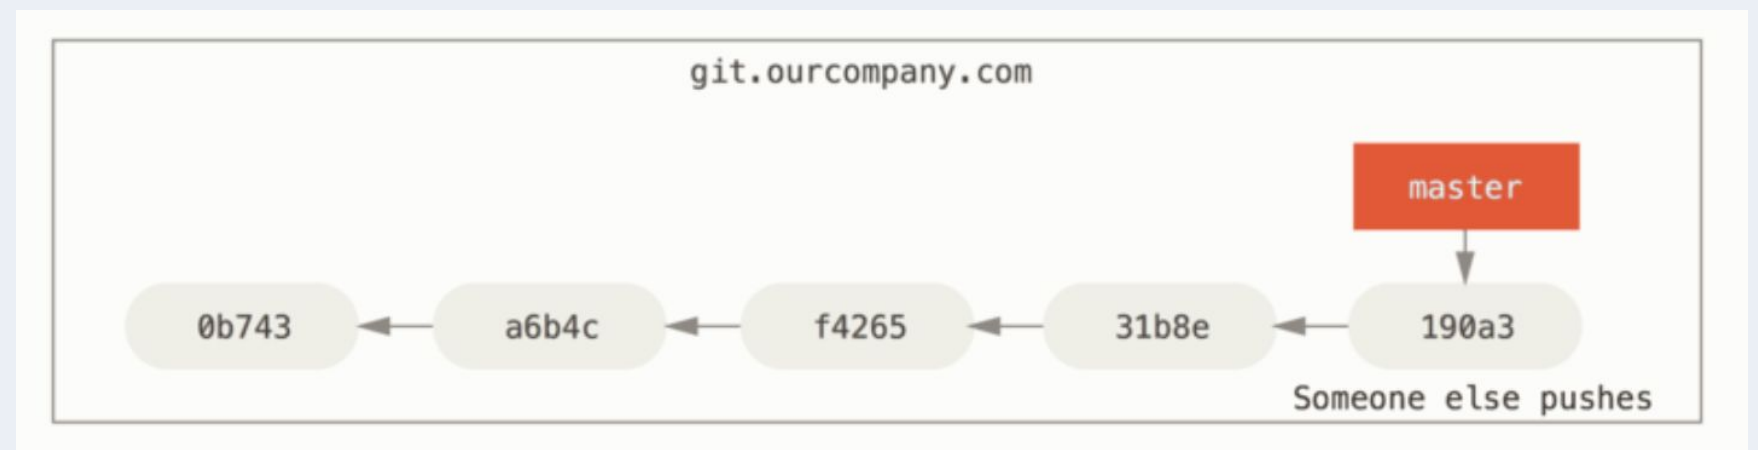 git.ourcompany.com
master
0b743 a6b4c f4265 31b8e 190a3
Someone else pushes